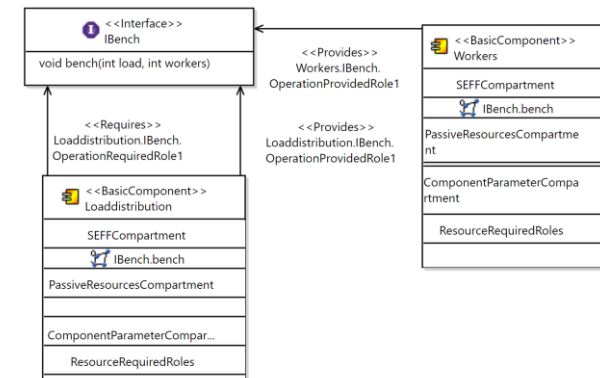 I
<<Interface>>
IBench
void bench(int load, int workers)
<<Provides>>
Workers.IBench.
OperationProvidedRole1
<<BasicComponent>>
Workers
SEFFCompartment
IBench.bench
PassiveResourcesCompartme
nt
ComponentParameterCompa
rtment
ResourceRequiredRoles
<<Requires>>
Loaddistribution.IBench.
OperationRequiredRole1
<<Provides>>
Loaddistribution.IBench.
OperationProvidedRole1
<<BasicComponent>>
Loaddistribution
SEFFCompartment
IBench.bench
PassiveResourcesCompartment
ComponentParameterCompar...
ResourceRequiredRoles